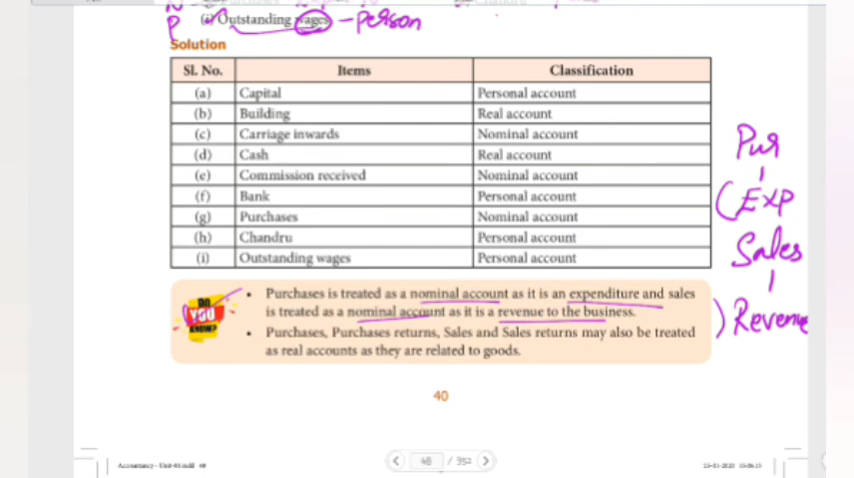 (i) Outstanding wages – person
P
Solution
Sl. No. Items Classification
(a) Capital Personal account
(b) Building Real account
(c) Carriage inwards Nominal account
(d) Cash Real account
(e) Commission received Nominal account
(f) Bank Personal account
(g) Purchases Nominal account
(h) Chandru Personal account
(i) Outstanding wages Personal account
Pur
(Exp
Sales
) Revenue
DO YOU KNOW?
• Purchases is treated as a nominal account as it is an expenditure and sales
is treated as a nominal account as it is a revenue to the business.
• Purchases, Purchases returns, Sales and Sales returns may also be treated
as real accounts as they are related to goods.
40
48 / 352